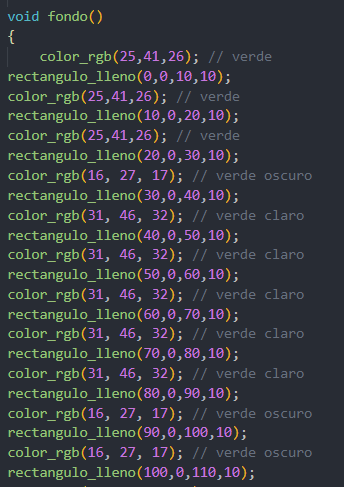 void fondo()
{
    color_rgb(25,41,26); // verde
rectangulo_lleno(0,0,10,10);
color_rgb(25,41,26); // verde
rectangulo_lleno(10,0,20,10);
color_rgb(25,41,26); // verde
rectangulo_lleno(20,0,30,10);
color_rgb(16, 27, 17); // verde oscuro
rectangulo_lleno(30,0,40,10);
color_rgb(31, 46, 32); // verde claro
rectangulo_lleno(40,0,50,10);
color_rgb(31, 46, 32); // verde claro
rectangulo_lleno(50,0,60,10);
color_rgb(31, 46, 32); // verde claro
rectangulo_lleno(60,0,70,10);
color_rgb(31, 46, 32); // verde claro
rectangulo_lleno(70,0,80,10);
color_rgb(31, 46, 32); // verde claro
rectangulo_lleno(80,0,90,10);
color_rgb(16, 27, 17); // verde oscuro
rectangulo_lleno(90,0,100,10);
color_rgb(16, 27, 17); // verde oscuro
rectangulo_lleno(100,0,110,10);